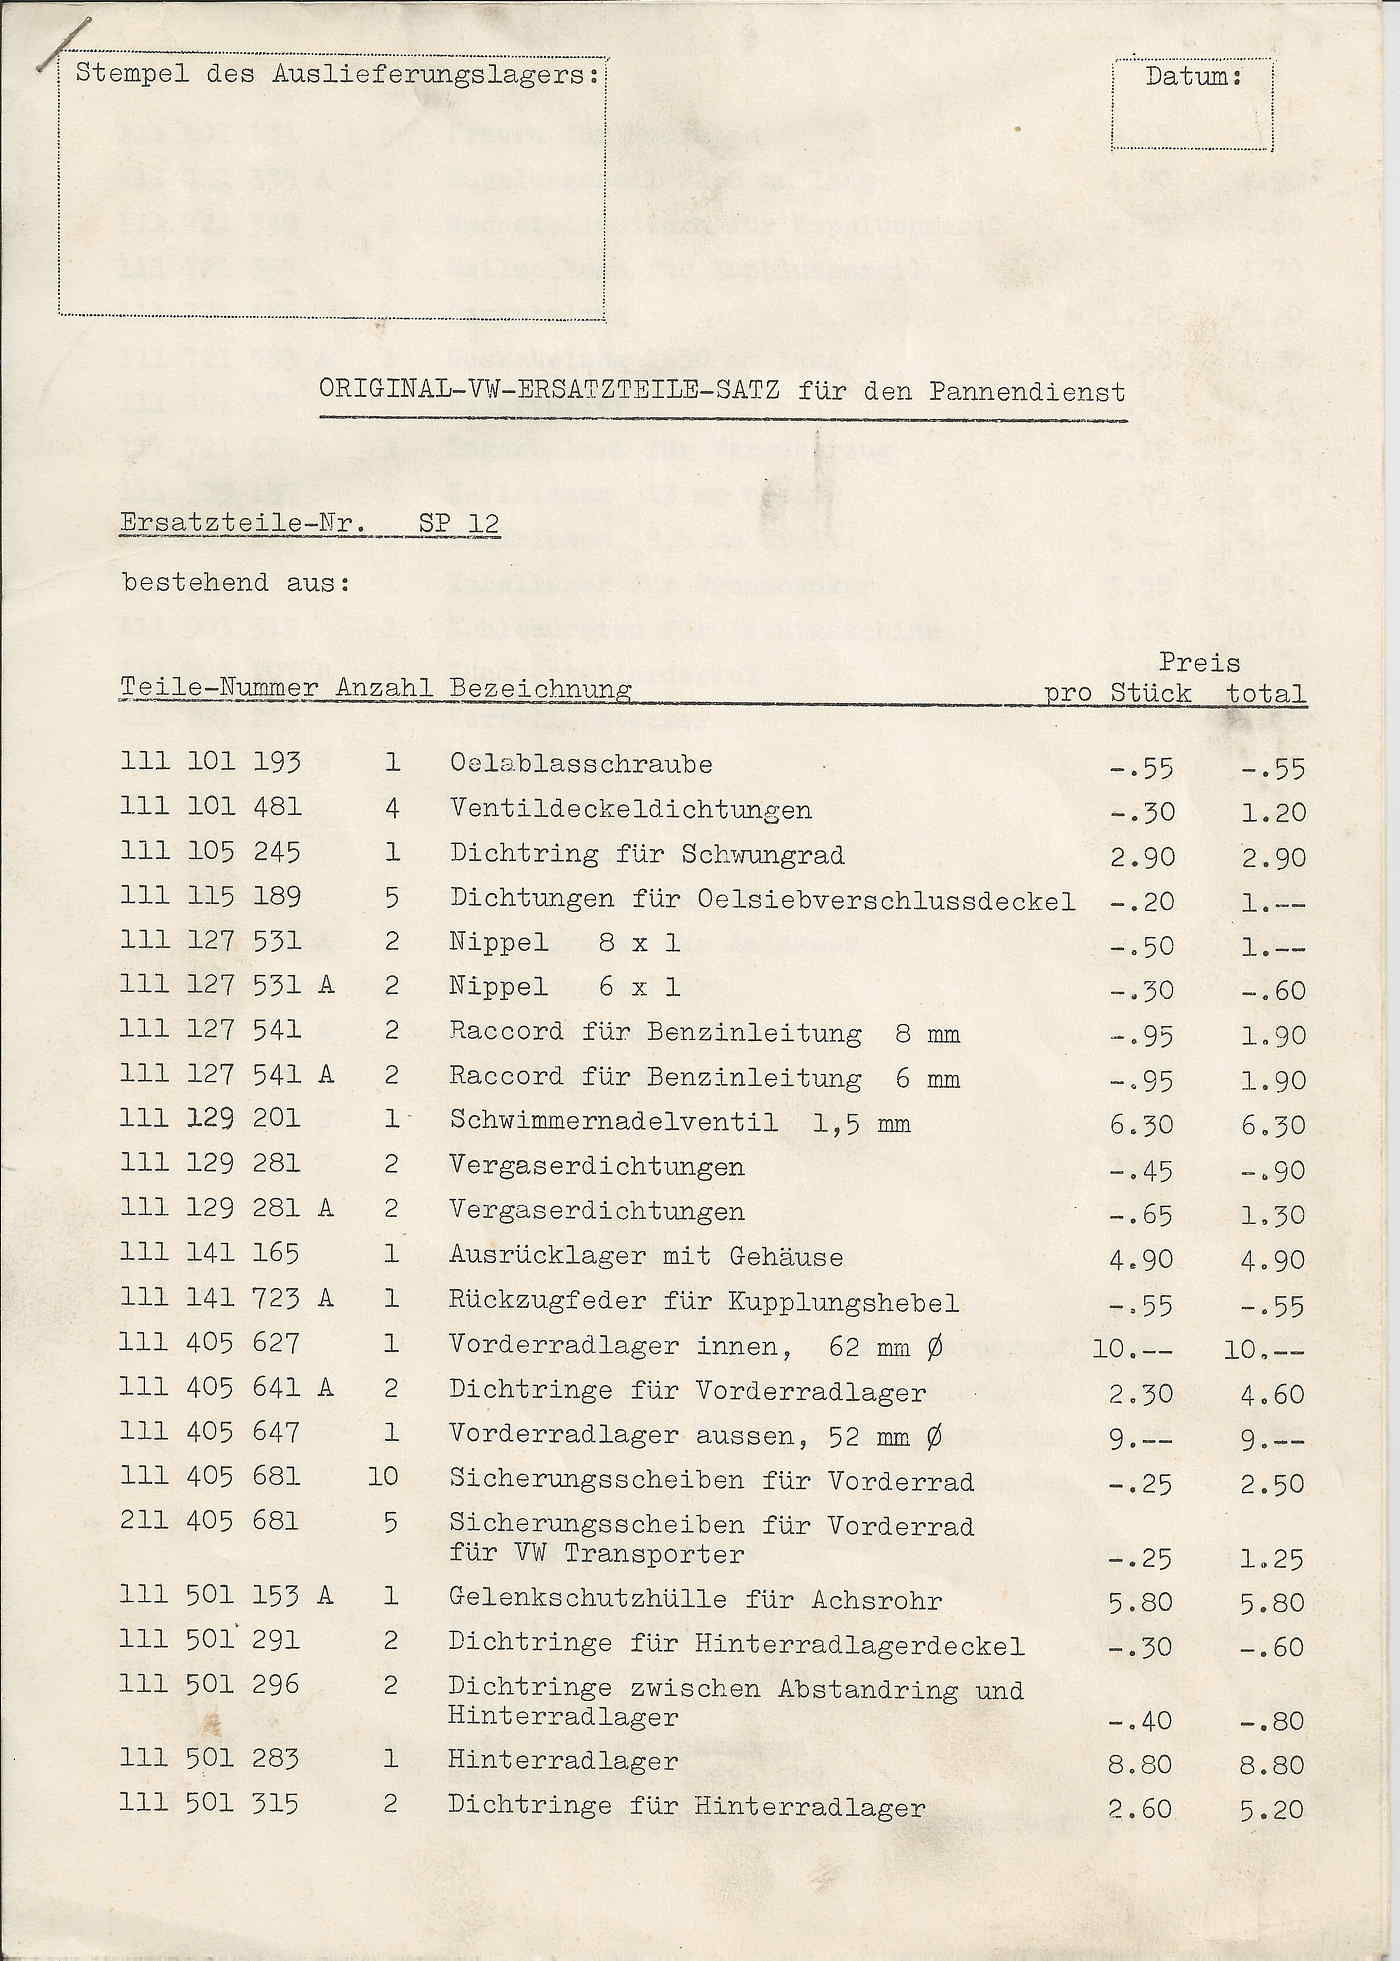 Stempel des Auslieferungslagers:
Datum:
ORIGINAL-VW-ERSATZTEILE-SATZ für den Pannendienst
Ersatzteile-Nr. SP 12
bestehend aus:
Preis
Teile-Nummer Anzahl Bezeichnung pro Stück total
111 101 193 1 Oelablasschraube -.55 -.55
111 101 481 4 Ventildeckeldichtungen -.30 1.20
111 105 245 1 Dichtring für Schwungrad 2.90 2.90
111 115 189 5 Dichtungen für Oelsiebverschlussdeckel -.20 1.--
111 127 531 2 Nippel 8 x 1 -.50 1.--
111 127 531 A 2 Nippel 6 x 1 -.30 -.60
111 127 541 2 Raccord für Benzinleitung 8 mm -.95 1.90
111 127 541 A 2 Raccord für Benzinleitung 6 mm -.95 1.90
111 129 201 1 Schwimmernadelventil 1,5 mm 6.30 6.30
111 129 281 2 Vergaserdichtungen -.45 -.90
111 129 281 A 2 Vergaserdichtungen -.65 1.30
111 141 165 1 Ausrücklager mit Gehäuse 4.90 4.90
111 141 723 A 1 Rückzugfeder für Kupplungshebel -.55 -.55
111 405 627 1 Vorderradlager innen, 62 mm Ø 10.-- 10.--
111 405 641 A 2 Dichtringe für Vorderradlager 2.30 4.60
111 405 647 1 Vorderradlager aussen, 52 mm Ø 9.-- 9.--
111 405 681 10 Sicherungsscheiben für Vorderrad -.25 2.50
211 405 681 5 Sicherungsscheiben für Vorderrad
für VW Transporter -.25 1.25
111 501 153 A 1 Gelenkschutzhülle für Achsrohr 5.80 5.80
111 501 291 2 Dichtringe für Hinterradlagerdeckel -.30 -.60
111 501 296 2 Dichtringe zwischen Abstandring und
Hinterradlager -.40 -.80
111 501 283 1 Hinterradlager 8.80 8.80
111 501 315 2 Dichtringe für Hinterradlager 2.60 5.20